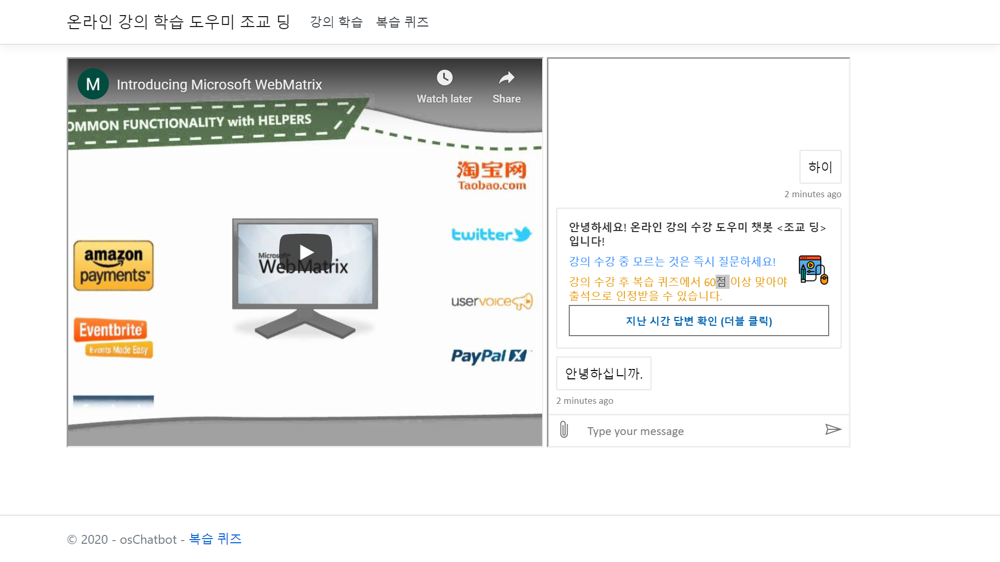 온라인 강의 학습 도우미 조교 딩 강의 학습 복습 퀴즈
M Introducing Microsoft WebMatrix
Watch later Share
OMMON FUNCTIONALITY with HELPERS
淘宝网
Taobao.com
twitter
amazon
payments™
Microsoft®
WebMatrix
uservoice
Eventbrite®
Events Made Easy
PayPal X
하이
2 minutes ago
안녕하세요! 온라인 강의 수강 도우미 챗봇 <조교 딩>
입니다!
강의 수강 중 모르는 것은 즉시 질문하세요!
강의 수강 후 복습 퀴즈에서 60점 이상 맞아야
출석으로 인정받을 수 있습니다.
지난 시간 답변 확인 (더블 클릭)
안녕하십니까.
2 minutes ago
Type your message
© 2020 - osChatbot - 복습 퀴즈